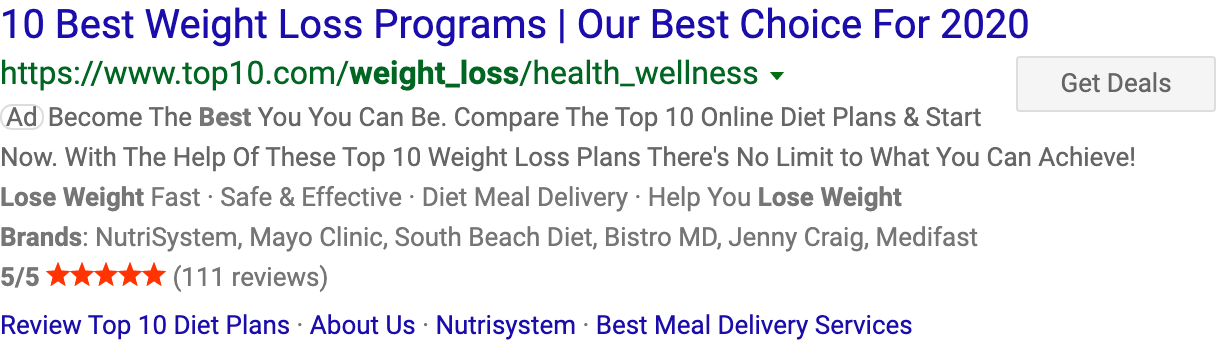 10 Best Weight Loss Programs | Our Best Choice For 2020
https://www.top10.com/weight_loss/health_wellness
Get Deals
Ad Become The Best You You Can Be. Compare The Top 10 Online Diet Plans & Start
Now. With The Help Of These Top 10 Weight Loss Plans There's No Limit to What You Can Achieve!
Lose Weight Fast · Safe & Effective · Diet Meal Delivery · Help You Lose Weight
Brands: NutriSystem, Mayo Clinic, South Beach Diet, Bistro MD, Jenny Craig, Medifast
5/5 ★★★★★ (111 reviews)
Review Top 10 Diet Plans · About Us · Nutrisystem · Best Meal Delivery Services